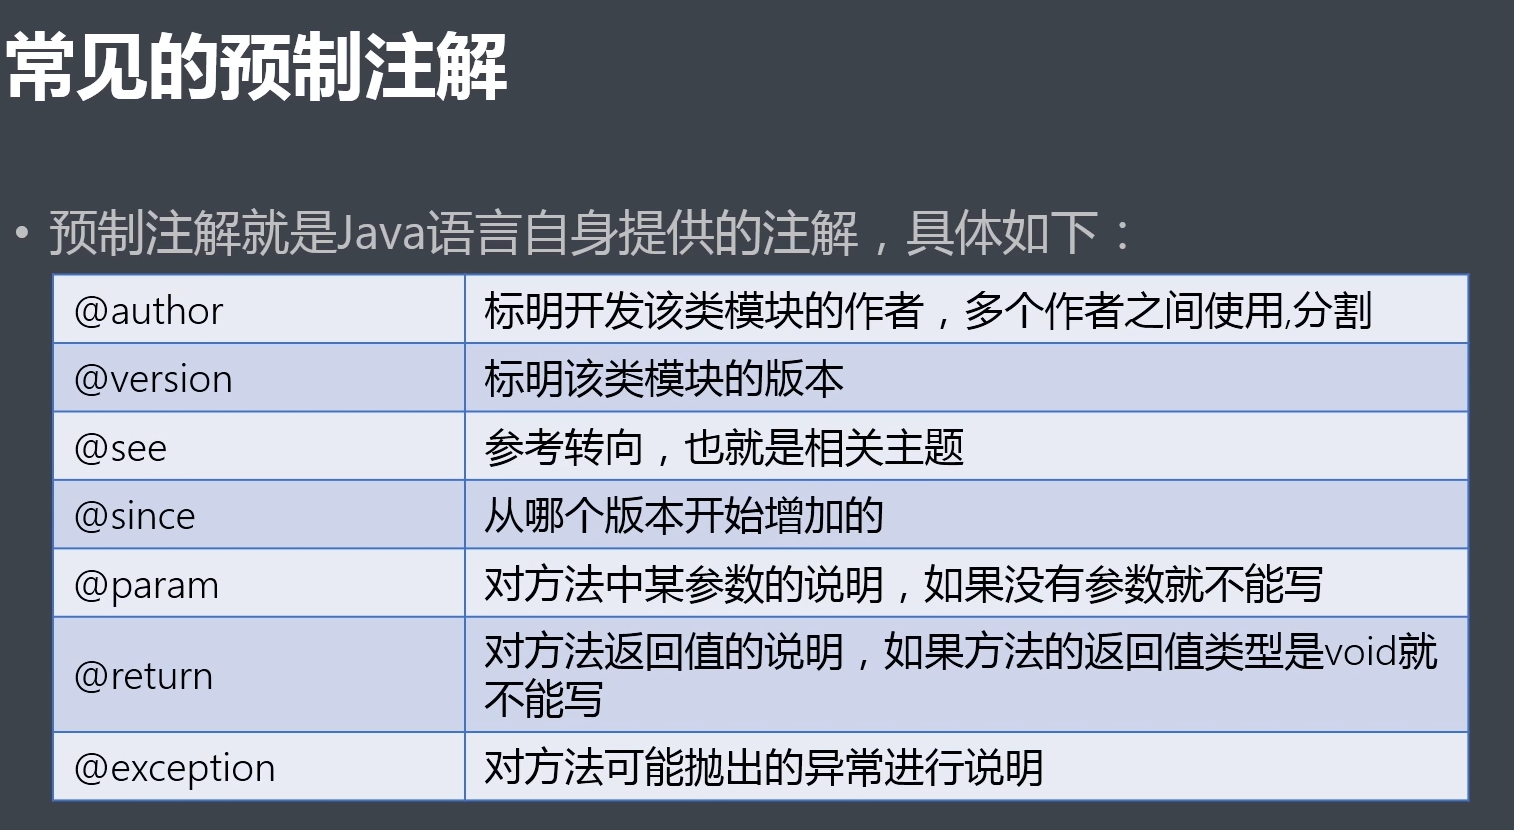 常见的预制注解
• 预制注解就是Java语言自身提供的注解，具体如下：
@author 标明开发该类模块的作者，多个作者之间使用,分割
@version 标明该类模块的版本
@see 参考转向，也就是相关主题
@since 从哪个版本开始增加的
@param 对方法中某参数的说明，如果没有参数就不能写
@return 对方法返回值的说明，如果方法的返回值类型是void就
不能写
@exception 对方法可能抛出的异常进行说明